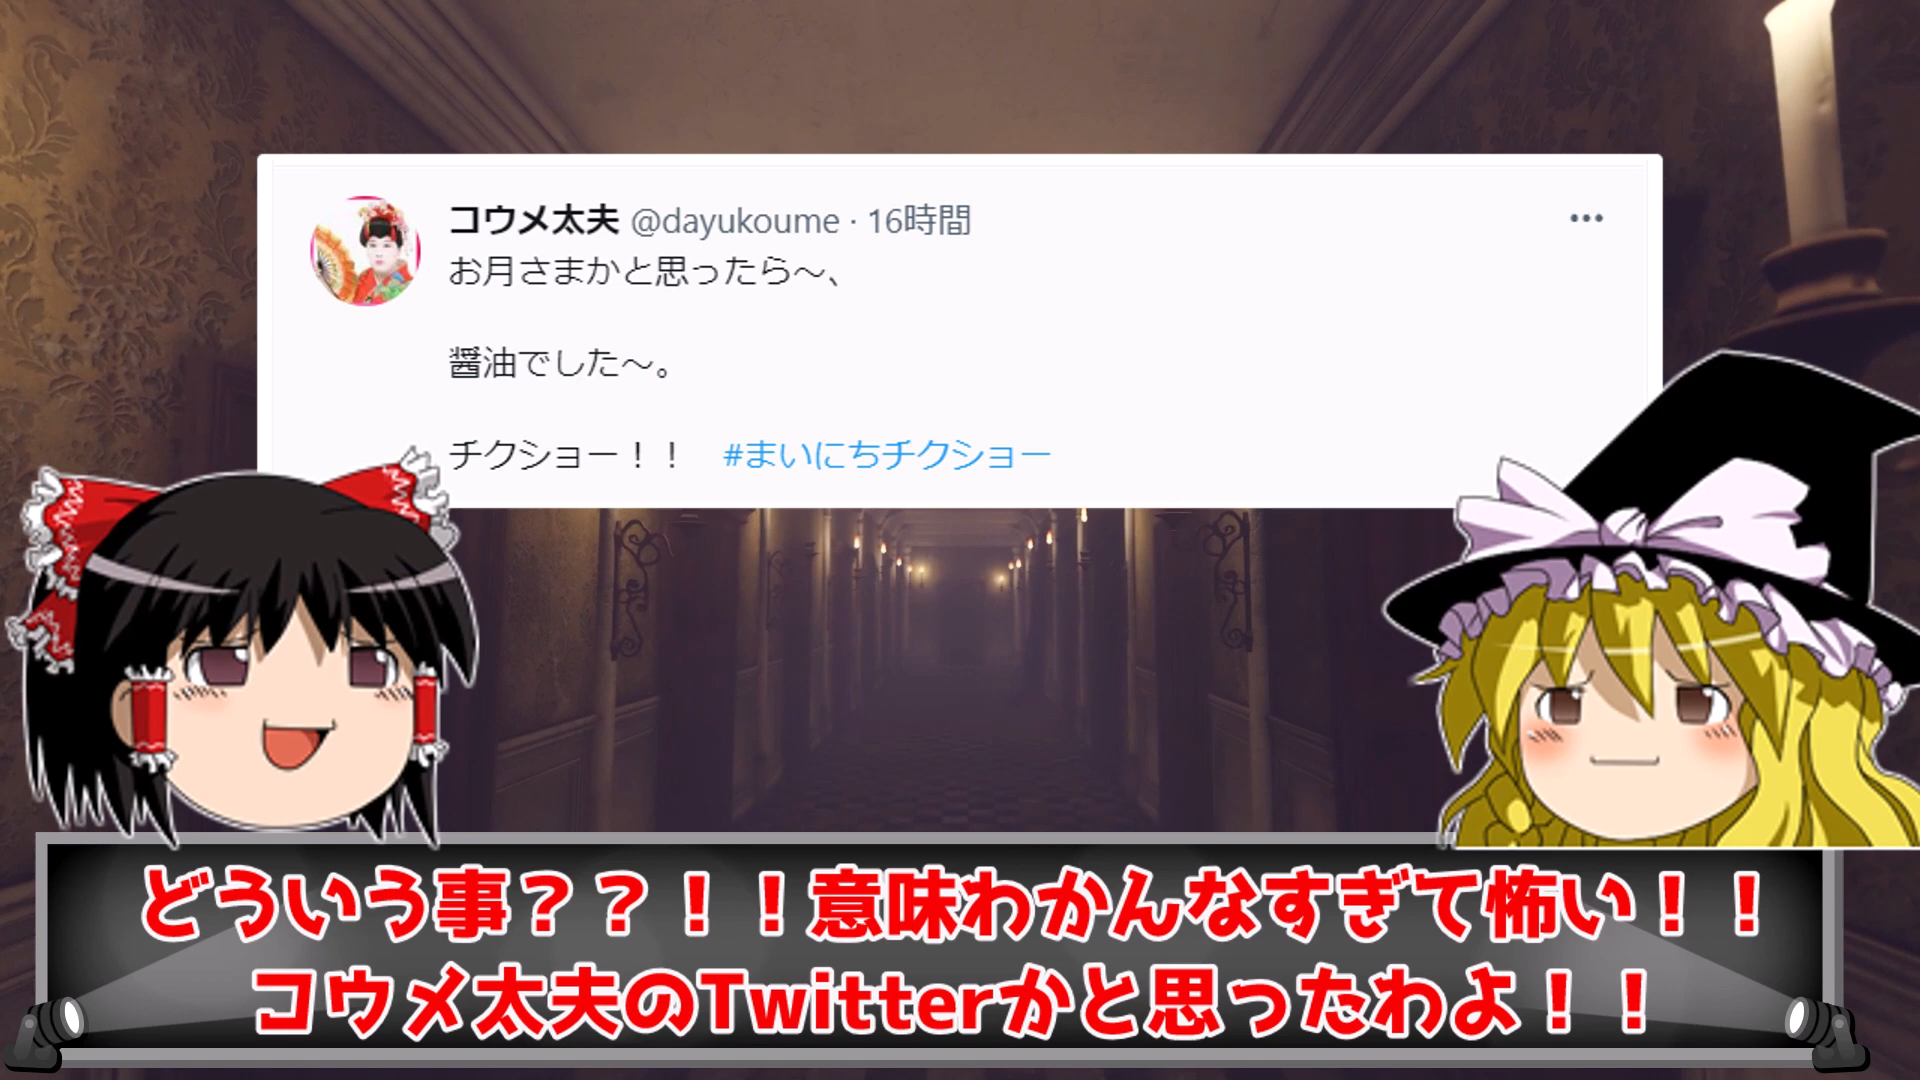 コウメ太夫 @dayukoume · 16時間
お月さまかと思ったら〜、
醤油でした〜。
チクショー！！ #まいにちチクショー
どういう事？？！！意味わかんなすぎて怖い！！
コウメ太夫のTwitterかと思ったわよ！！